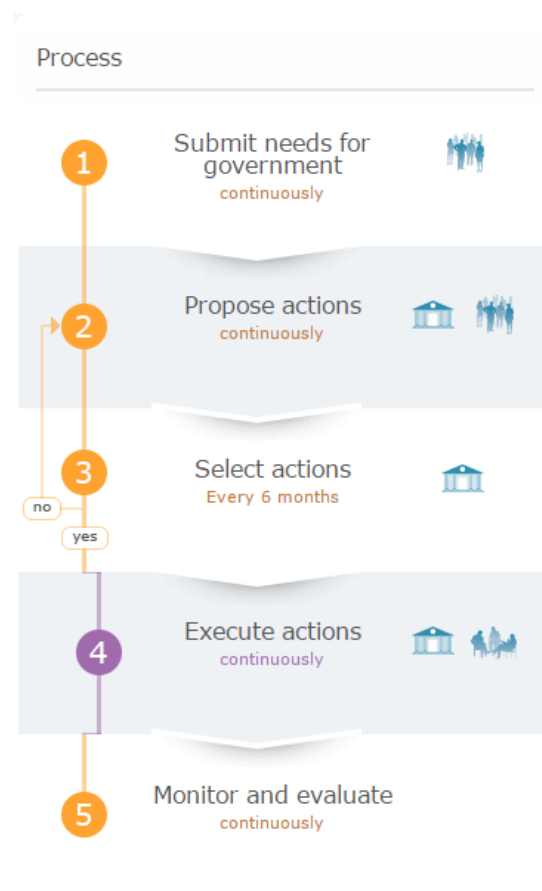 Process
1
Submit needs for
government
continuously
2
Propose actions
continuously
3
Select actions
Every 6 months
no
yes
4
Execute actions
continuously
5
Monitor and evaluate
continuously